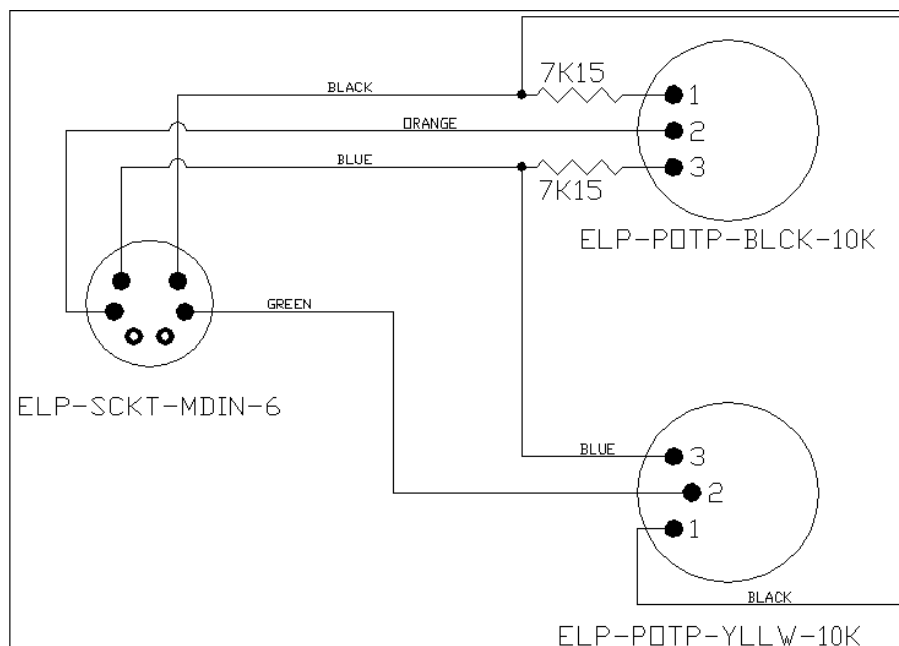 7K15
BLACK
1
ORANGE
2
BLUE
3
7K15
ELP-POTP-BLCK-10K
GREEN
ELP-SCKT-MDIN-6
BLUE
3
2
1
BLACK
ELP-POTP-YLLW-10K